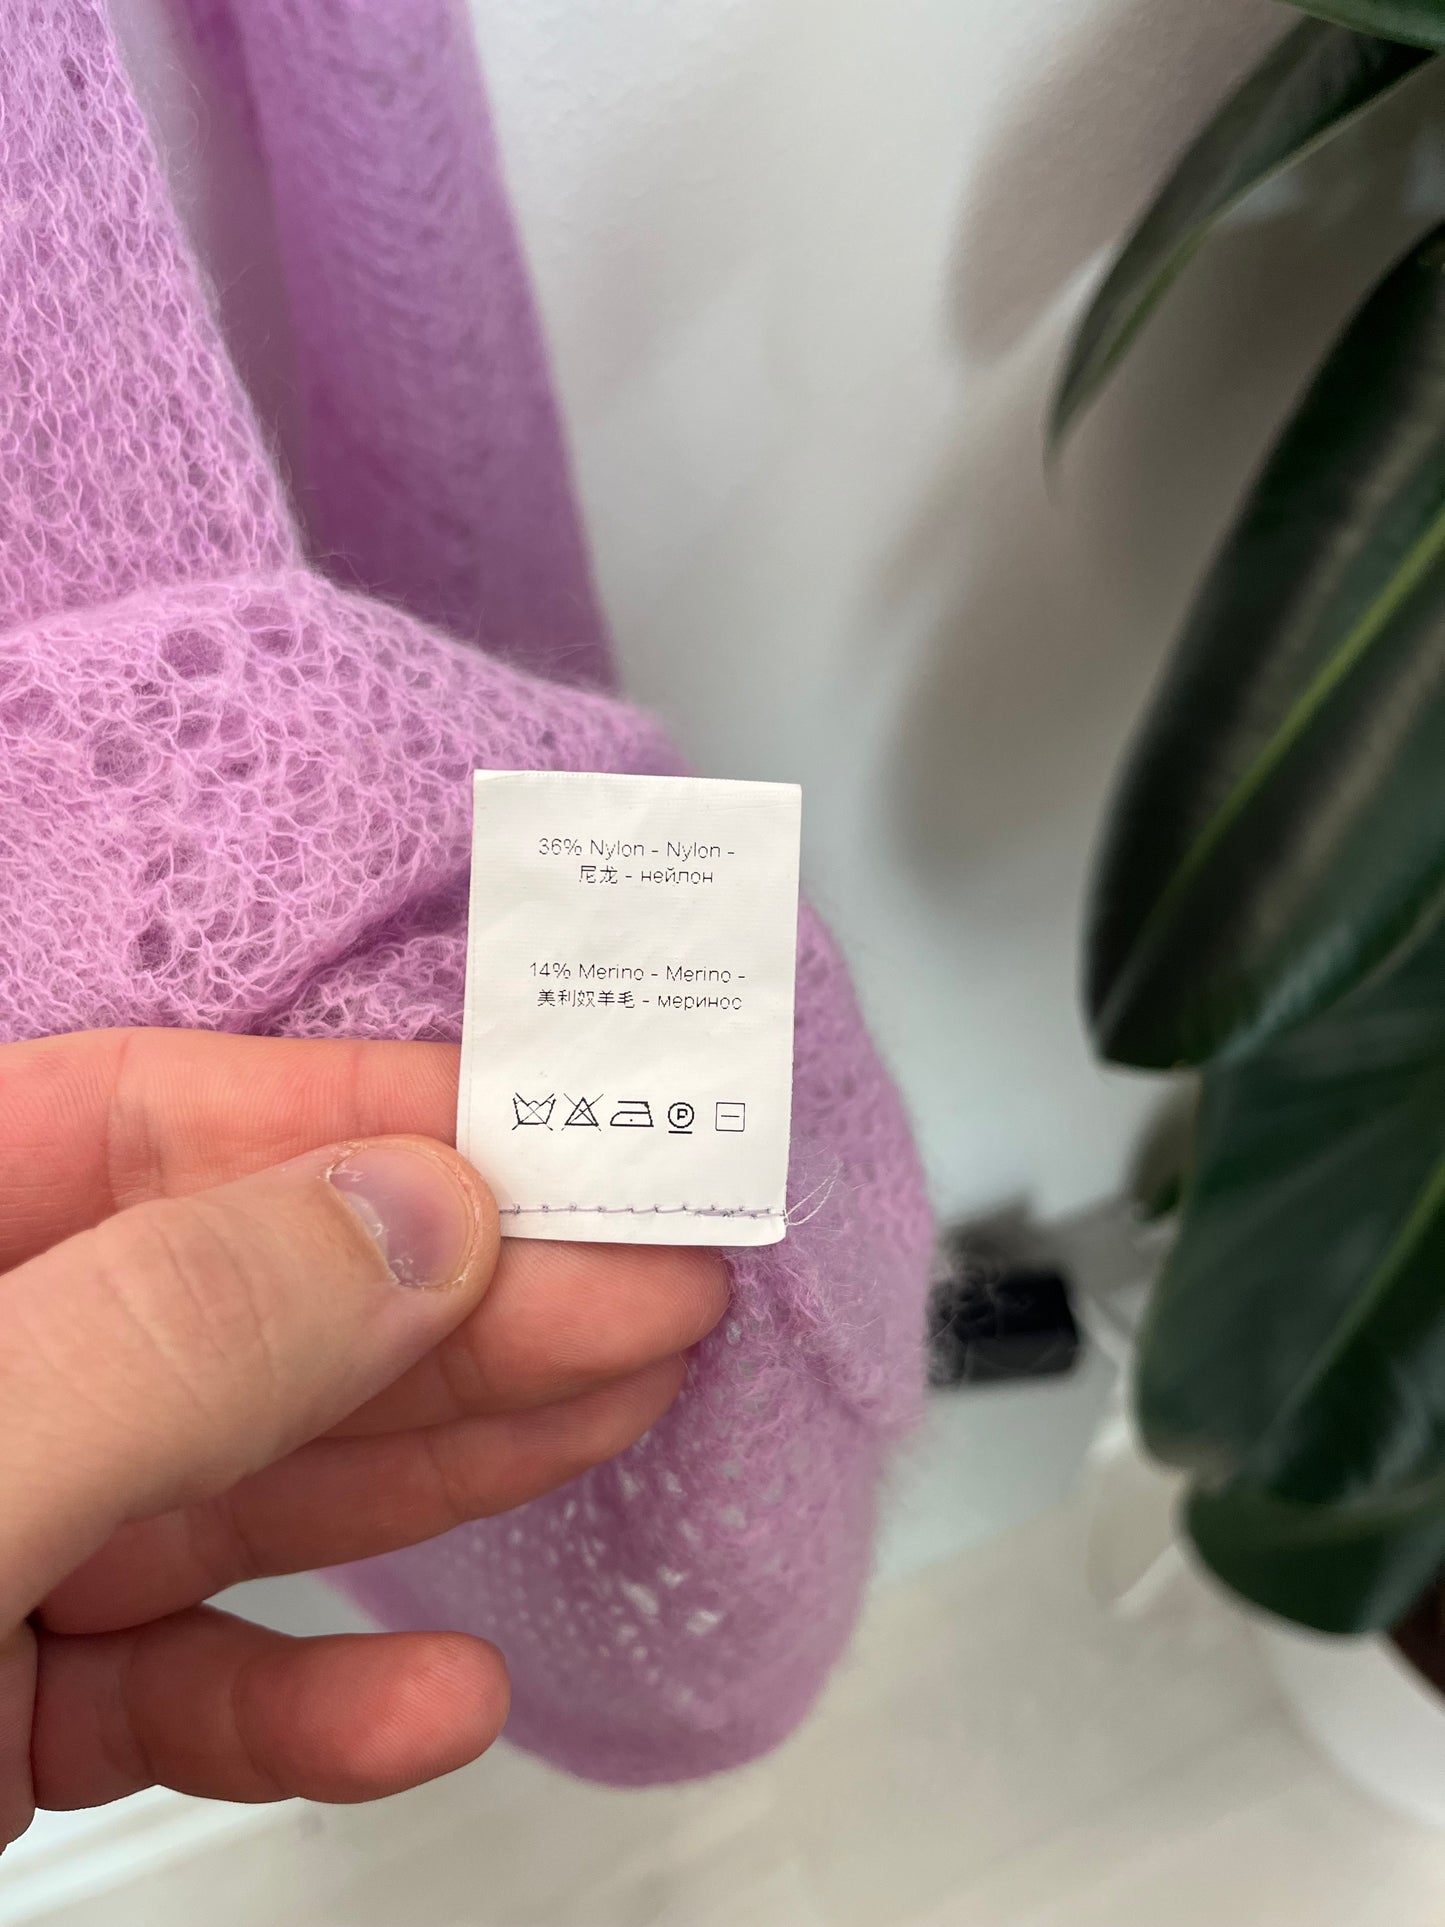 36% Nylon - Nylon -
尼龙 - нейлон
14% Merino - Merino -
美利奴羊毛 - меринос
P